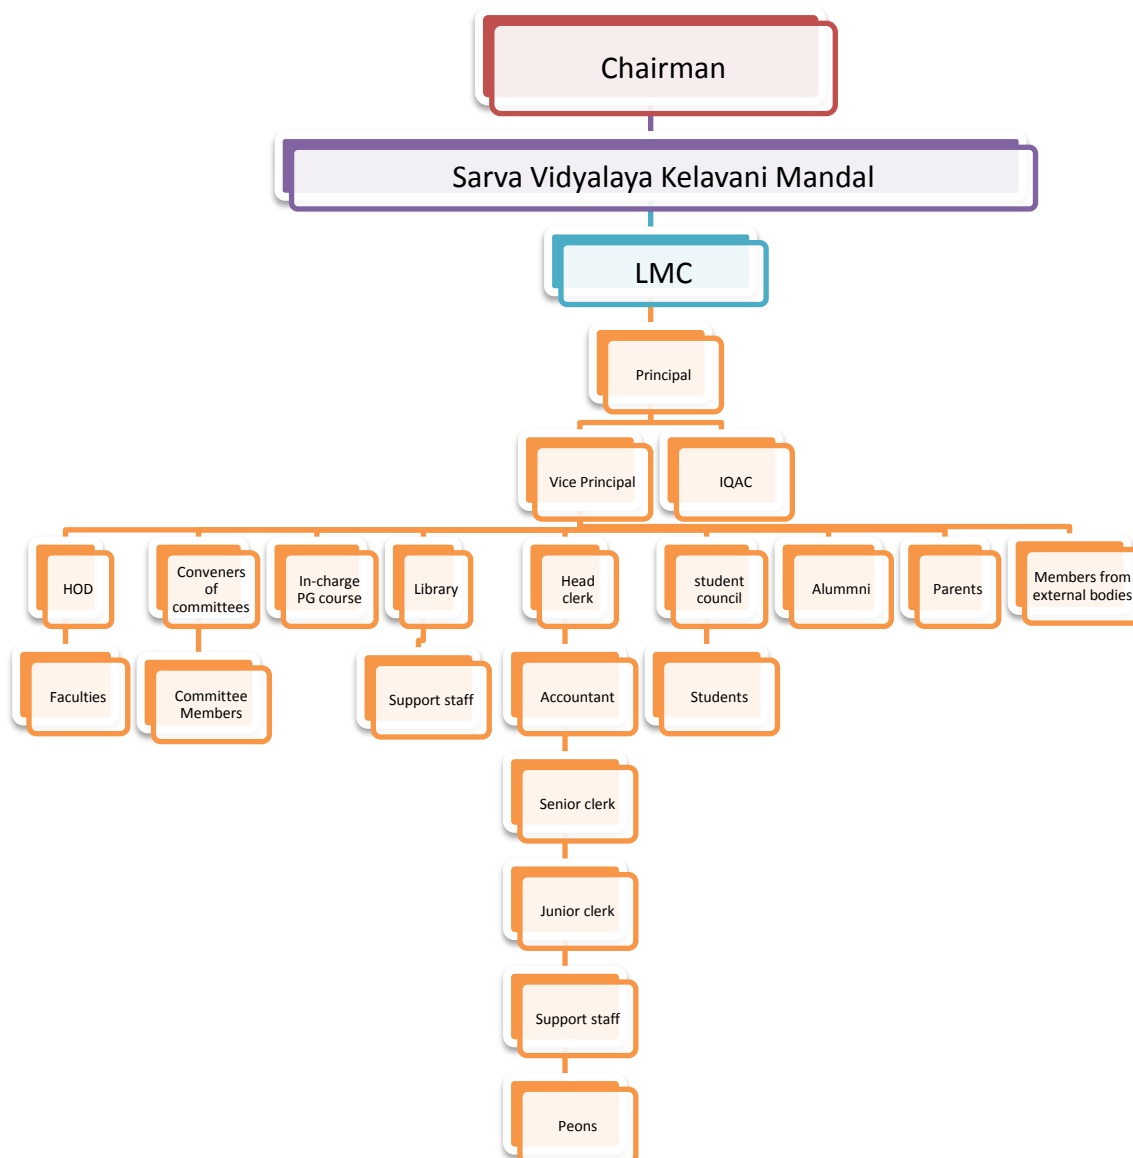 Chairman
Sarva Vidyalaya Kelavani Mandal
LMC
Principal
Vice Principal
IQAC
HOD
Conveners
of
committees
In-charge
PG course
Library
Head
clerk
student
council
Alummni
Parents
Members from
external bodies
Faculties
Committee
Members
Support staff
Accountant
Students
Senior clerk
Junior clerk
Support staff
Peons